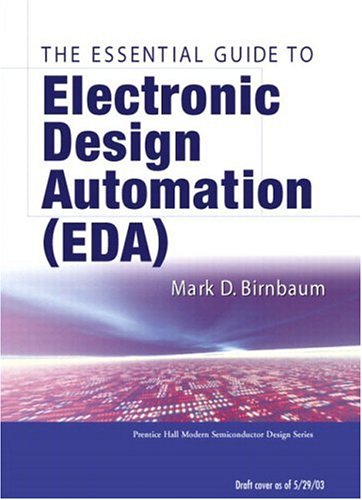 THE ESSENTIAL GUIDE TO
Electronic
Design
Automation
(EDA)
Mark D. Birnbaum
Prentice Hall Modern Semiconductor Design Series
Draft cover as of 5/29/03